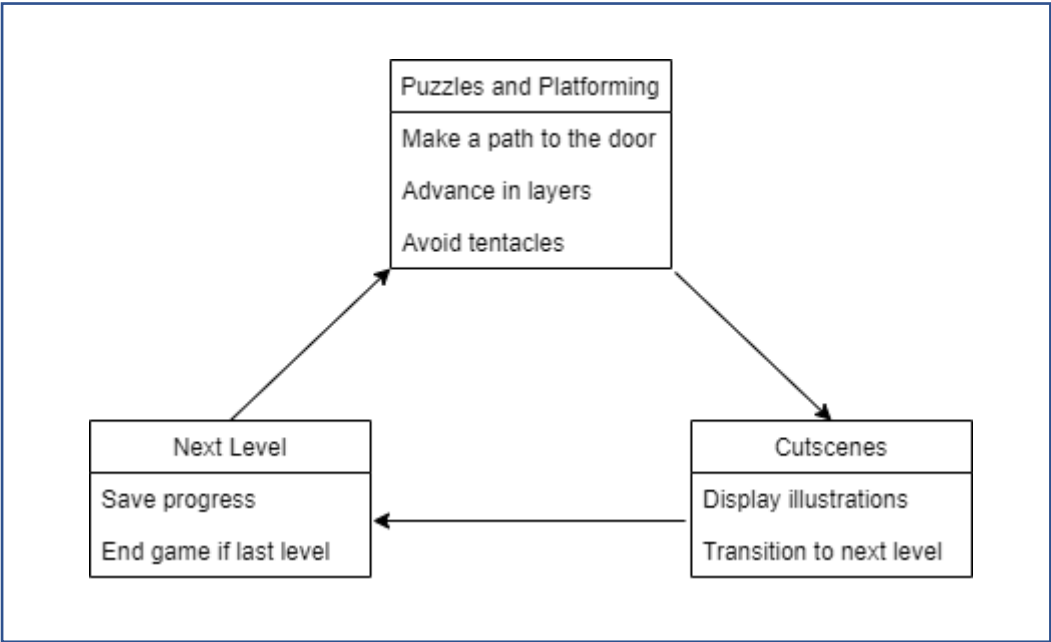 Puzzles and Platforming
Make a path to the door
Advance in layers
Avoid tentacles
Next Level
Save progress
End game if last level
Cutscenes
Display illustrations
Transition to next level